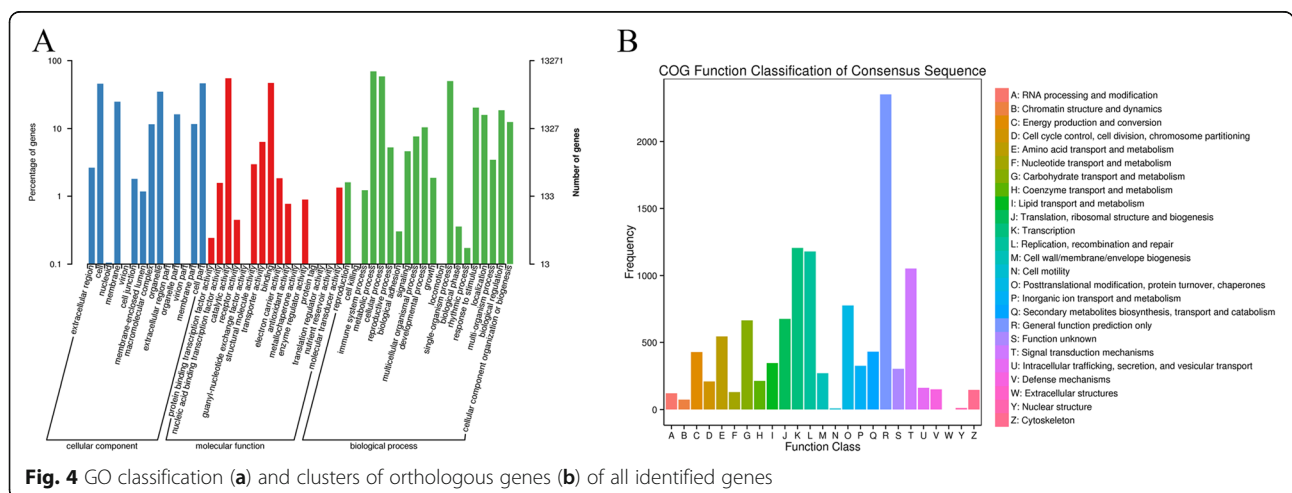 A
100
10
1
0.1
Percentage of genes
13271
1327
133
13
Number of genes
extracellular region
cell
nucleoid
membrane
virion
cell junction
membrane-enclosed lumen
macromolecular complex
organelle
extracellular region part
organelle part
virion part
membrane part
cell part
protein binding transcription factor activity
nucleic acid binding transcription factor activity
catalytic activity
receptor activity
guanyl-nucleotide exchange factor activity
structural molecule activity
transporter activity
binding
electron carrier activity
antioxidant activity
metallochaperone activity
enzyme regulator activity
protein tag
translation regulator activity
nutrient reservoir activity
molecular transducer activity
reproduction
cell killing
immune system process
metabolic process
cellular process
reproductive process
biological adhesion
signaling
multicellular organismal process
developmental process
growth
locomotion
single-organism process
biological phase
rhythmic process
response to stimulus
localization
multi-organism process
biological regulation
cellular component organization or biogenesis
cellular component
molecular function
biological process
B
COG Function Classification of Consensus Sequence
2000
1500
1000
500
0
Frequency
A B C D E F G H I J K L M N O P Q R S T U V W Y Z
Function Class
A: RNA processing and modification
B: Chromatin structure and dynamics
C: Energy production and conversion
D: Cell cycle control, cell division, chromosome partitioning
E: Amino acid transport and metabolism
F: Nucleotide transport and metabolism
G: Carbohydrate transport and metabolism
H: Coenzyme transport and metabolism
I: Lipid transport and metabolism
J: Translation, ribosomal structure and biogenesis
K: Transcription
L: Replication, recombination and repair
M: Cell wall/membrane/envelope biogenesis
N: Cell motility
O: Posttranslational modification, protein turnover, chaperones
P: Inorganic ion transport and metabolism
Q: Secondary metabolites biosynthesis, transport and catabolism
R: General function prediction only
S: Function unknown
T: Signal transduction mechanisms
U: Intracellular trafficking, secretion, and vesicular transport
V: Defense mechanisms
W: Extracellular structures
Y: Nuclear structure
Z: Cytoskeleton
Fig. 4 GO classification (a) and clusters of orthologous genes (b) of all identified genes